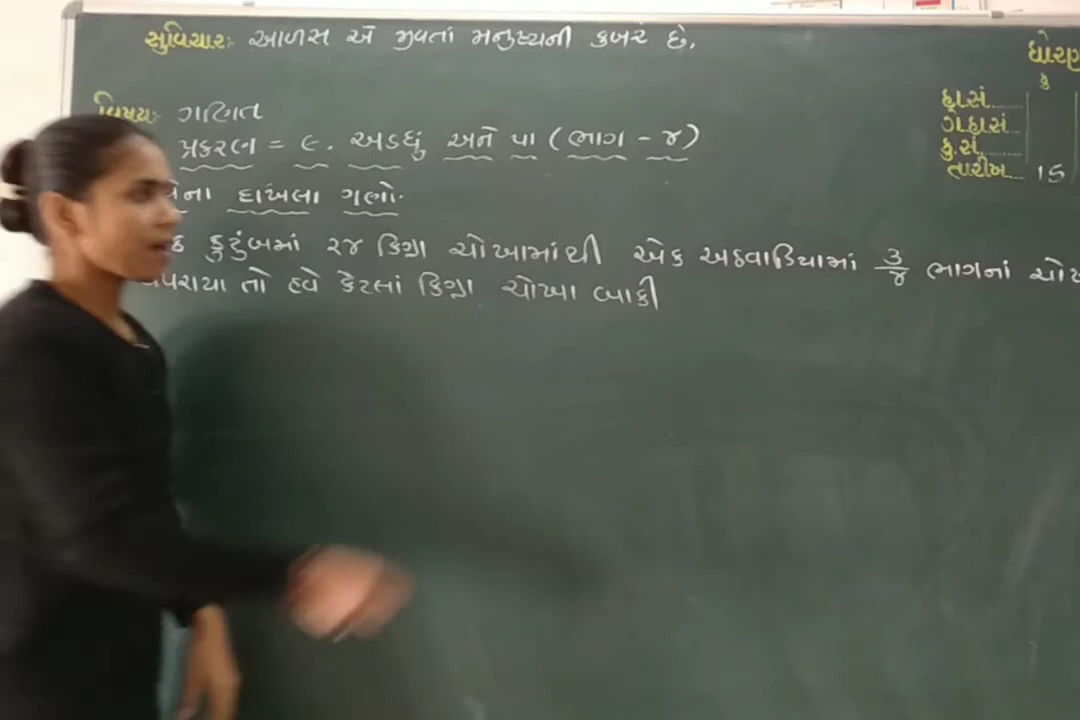 સુવિચાર: આળસ એ જીવતાં મનુષ્યની કબર છે.
ધોરણ
વિષય: ગણિત
ક
હા.સં......
ગ.હા.સં...
કુ.સં.......
તારીખ.... ૧૬
પ્રકરણ = ૯. અડધું અને પા (ભાગ - ૪)
દાખલા ગણો.
કુટુંબમાં ૨૪ કિગ્રા ચોખામાંથી એક અઠવાડિયામાં ૩/૪ ભાગનાં
તો હવે કેટલાં કિગ્રા ચોખા બાકી